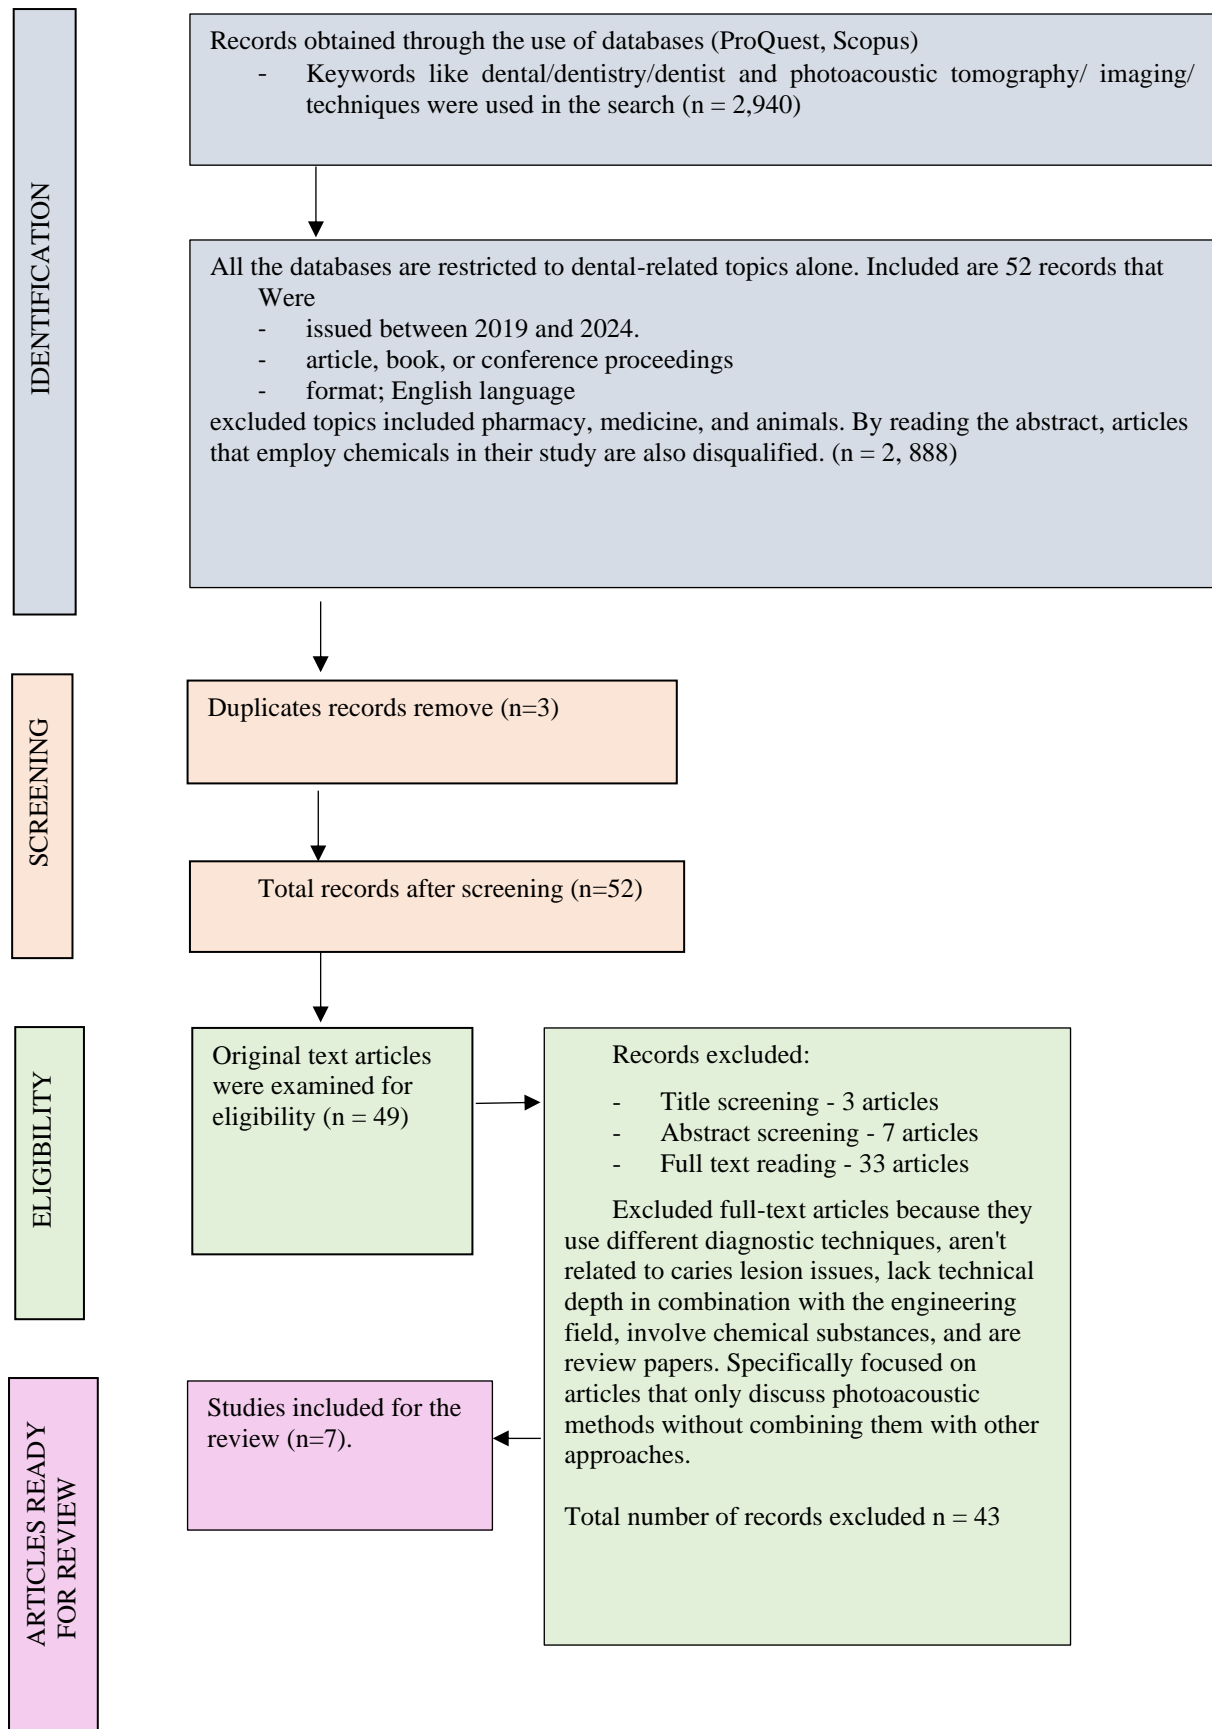 IDENTIFICATION
Records obtained through the use of databases (ProQuest, Scopus)
- Keywords like dental/dentistry/dentist and photoacoustic tomography/ imaging/
techniques were used in the search (n = 2,940)
All the databases are restricted to dental-related topics alone. Included are 52 records that
Were
- issued between 2019 and 2024.
- article, book, or conference proceedings
- format; English language
excluded topics included pharmacy, medicine, and animals. By reading the abstract, articles
that employ chemicals in their study are also disqualified. (n = 2, 888)
SCREENING
Duplicates records remove (n=3)
Total records after screening (n=52)
ELIGIBILITY
Original text articles
were examined for
eligibility (n = 49)
Records excluded:
- Title screening - 3 articles
- Abstract screening - 7 articles
- Full text reading - 33 articles
Excluded full-text articles because they
use different diagnostic techniques, aren't
related to caries lesion issues, lack technical
depth in combination with the engineering
field, involve chemical substances, and are
review papers. Specifically focused on
articles that only discuss photoacoustic
methods without combining them with other
approaches.
Total number of records excluded n = 43
ARTICLES READY
FOR REVIEW
Studies included for the
review (n=7).